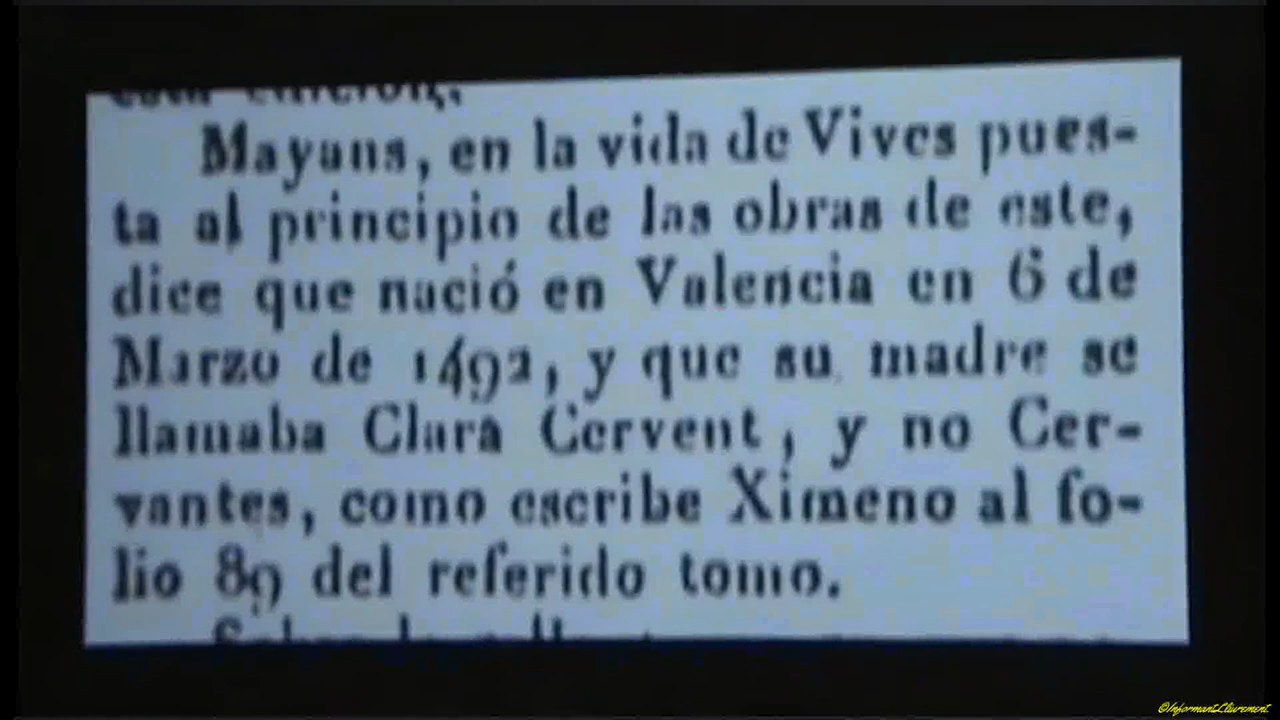 Mayans, en la vida de Vives pues-
ta al principio de las obras de este,
dice que nació en Valencia en 6 de
Marzo de 1492, y que su madre se
llamaba Clara Cervent, y no Cer-
vantes, como escribe Ximeno al fo-
lio 89 del referido tomo.
©InformantLliurement